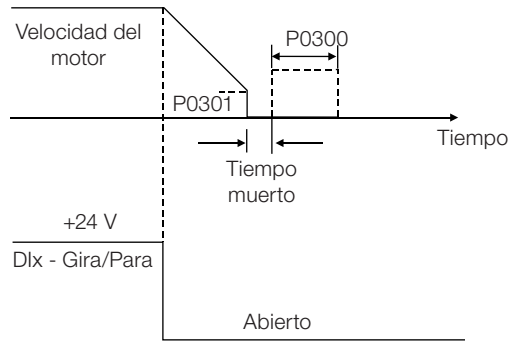 Velocidad del
motor
P0300
P0301
Tiempo
Tiempo
muerto
+24 V
DIx - Gira/Para
Abierto